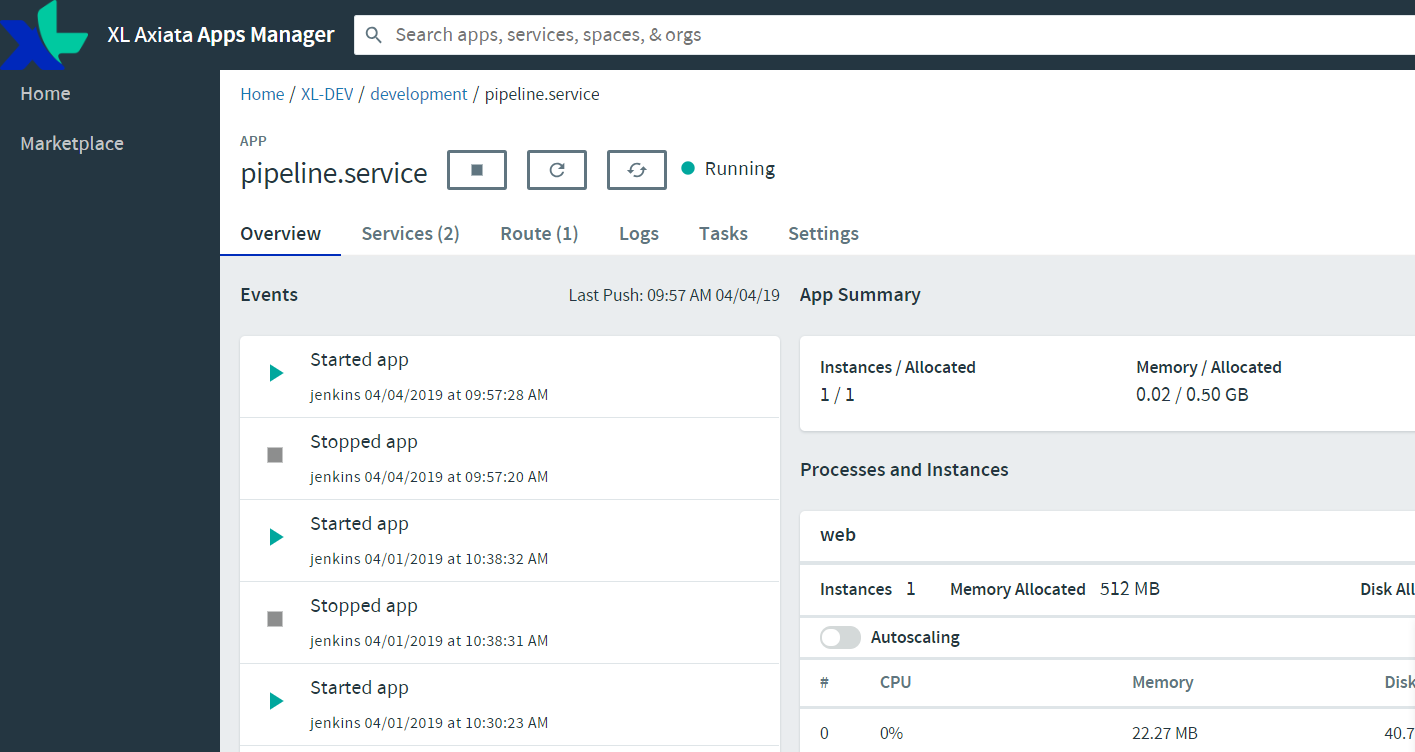 XL Axiata Apps Manager
Search apps, services, spaces, & orgs
Home
Marketplace
Home / XL-DEV / development / pipeline.service
APP
pipeline.service
Running
Overview Services (2) Route (1) Logs Tasks Settings
Events Last Push: 09:57 AM 04/04/19
Started app
jenkins 04/04/2019 at 09:57:28 AM
Stopped app
jenkins 04/04/2019 at 09:57:20 AM
Started app
jenkins 04/01/2019 at 10:38:32 AM
Stopped app
jenkins 04/01/2019 at 10:38:31 AM
Started app
jenkins 04/01/2019 at 10:30:23 AM
App Summary
Instances / Allocated Memory / Allocated
1 / 1 0.02 / 0.50 GB
Processes and Instances
web
Instances 1 Memory Allocated 512 MB Disk All
Autoscaling
# CPU Memory Disk
0 0% 22.27 MB 40.7